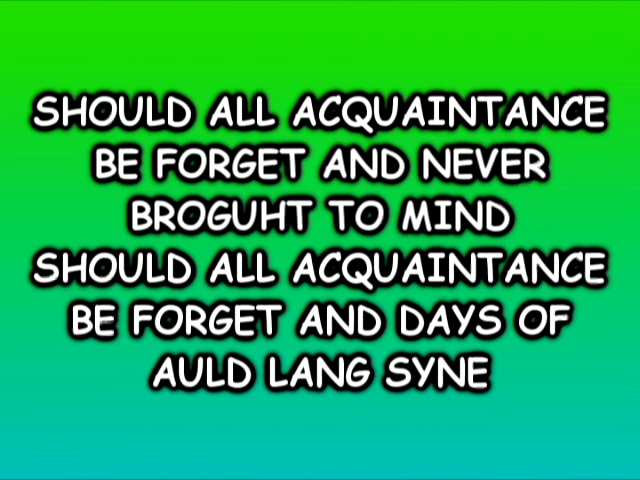 SHOULD ALL ACQUAINTANCE
BE FORGET AND NEVER
BROGUHT TO MIND
SHOULD ALL ACQUAINTANCE
BE FORGET AND DAYS OF
AULD LANG SYNE